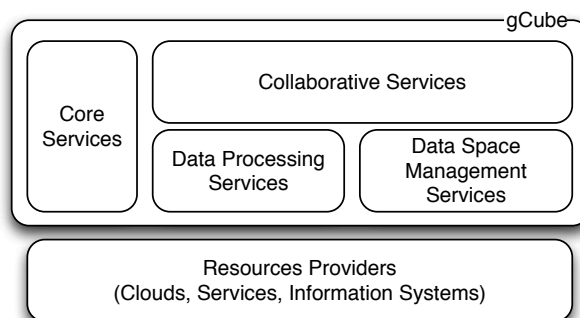 gCube
Core
Services
Collaborative Services
Data Processing
Services
Data Space
Management
Services
Resources Providers
(Clouds, Services, Information Systems)